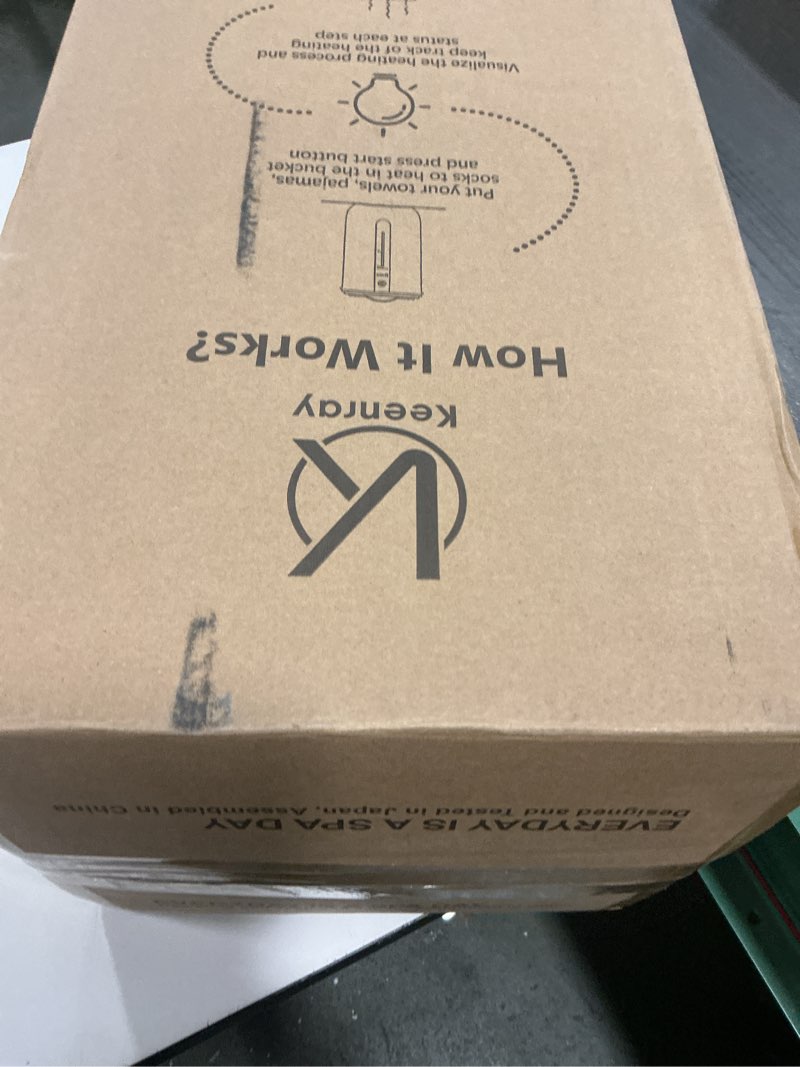 Keenray
How It Works?
Put your towels, pajamas,
socks to heat in the bucket
and press start button
Visualize the heating process and
keep track of the heating
status at each step
EVERYDAY IS A SPA DAY
Designed and Tested in Japan, Assembled in China